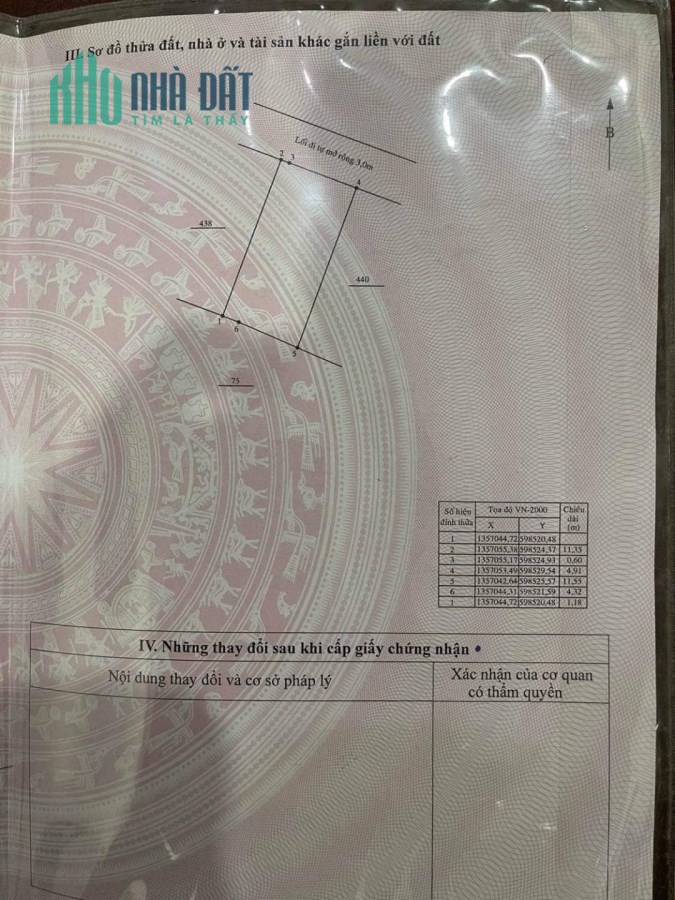 III. Sơ đồ thửa đất, nhà ở và tài sản khác gắn liền với đất
KHO NHÀ ĐẤT
TÌM LÀ THẤY
Lối đi tự mở rộng 3,0m
B
2 3
4
438
440
1
6
5
75
Số hiệu đỉnh thửa Tọa độ VN-2000 Chiều dài (m)
X Y
1 1357044,72 598520,48
2 1357055,38 598524,37 11,35
3 1357055,17 598524,93 0,60
4 1357053,49 598529,54 4,91
5 1357042,64 598525,57 11,55
6 1357044,31 598521,59 4,32
1 1357044,72 598520,48 1,18
IV. Những thay đổi sau khi cấp giấy chứng nhận
Nội dung thay đổi và cơ sở pháp lý
Xác nhận của cơ quan
có thẩm quyền